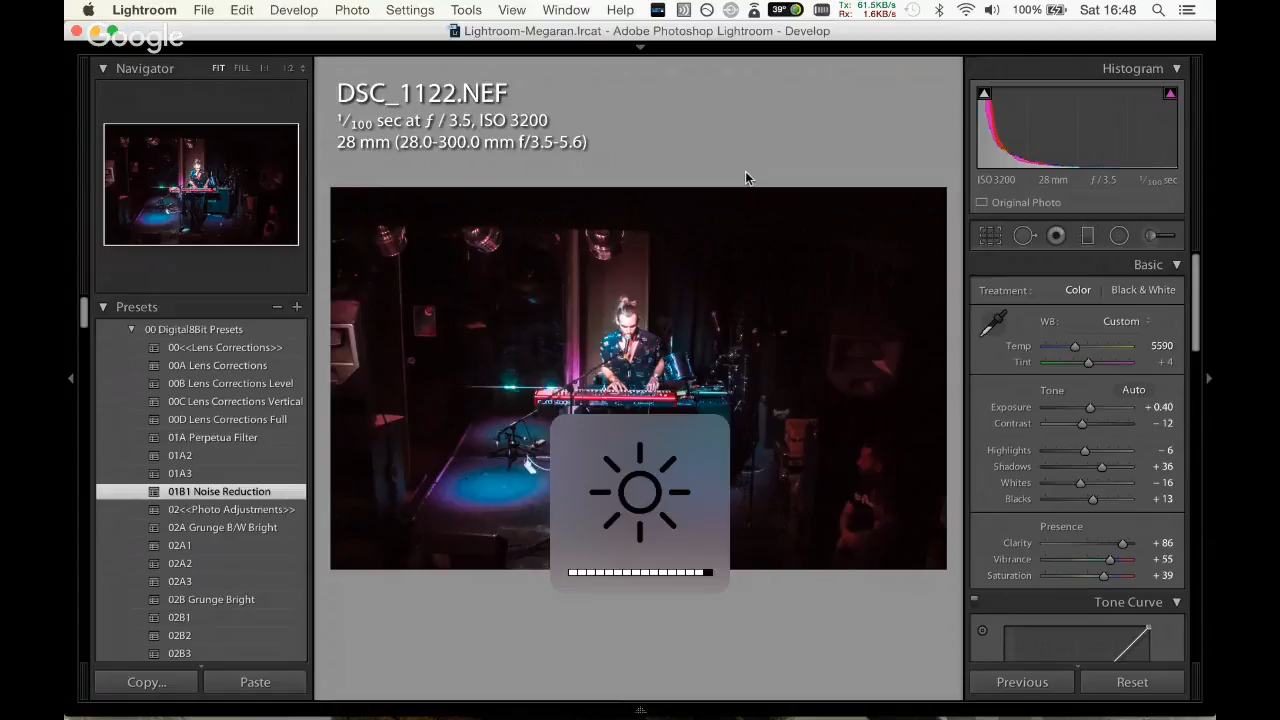 Lightroom File Edit Develop Photo Settings Tools View Window Help 39° Tx: 61.5KB/s Rx: 1.6KB/s 100% Sat 16:48
Google
Lightroom-Megaran.lrcat - Adobe Photoshop Lightroom - Develop
Navigator FIT FILL 1:1 1:2
DSC_1122.NEF
1/100 sec at ƒ / 3.5, ISO 3200
28 mm (28.0-300.0 mm f/3.5-5.6)
Presets
00 Digital8Bit Presets
00<<Lens Corrections>>
00A Lens Corrections
00B Lens Corrections Level
00C Lens Corrections Vertical
00D Lens Corrections Full
01A Perpetua Filter
01A2
01A3
01B1 Noise Reduction
02<<Photo Adjustments>>
02A Grunge B/W Bright
02A1
02A2
02A3
02B Grunge Bright
02B1
02B2
02B3
Copy... Paste
Histogram
ISO 3200 28 mm ƒ / 3.5 1/100 sec
Original Photo
Basic
Treatment: Color Black & White
WB: Custom
Temp 5590
Tint + 4
Tone Auto
Exposure + 0.40
Contrast − 12
Highlights − 6
Shadows + 36
Whites − 16
Blacks + 13
Presence
Clarity + 86
Vibrance + 55
Saturation + 39
Tone Curve
Previous Reset